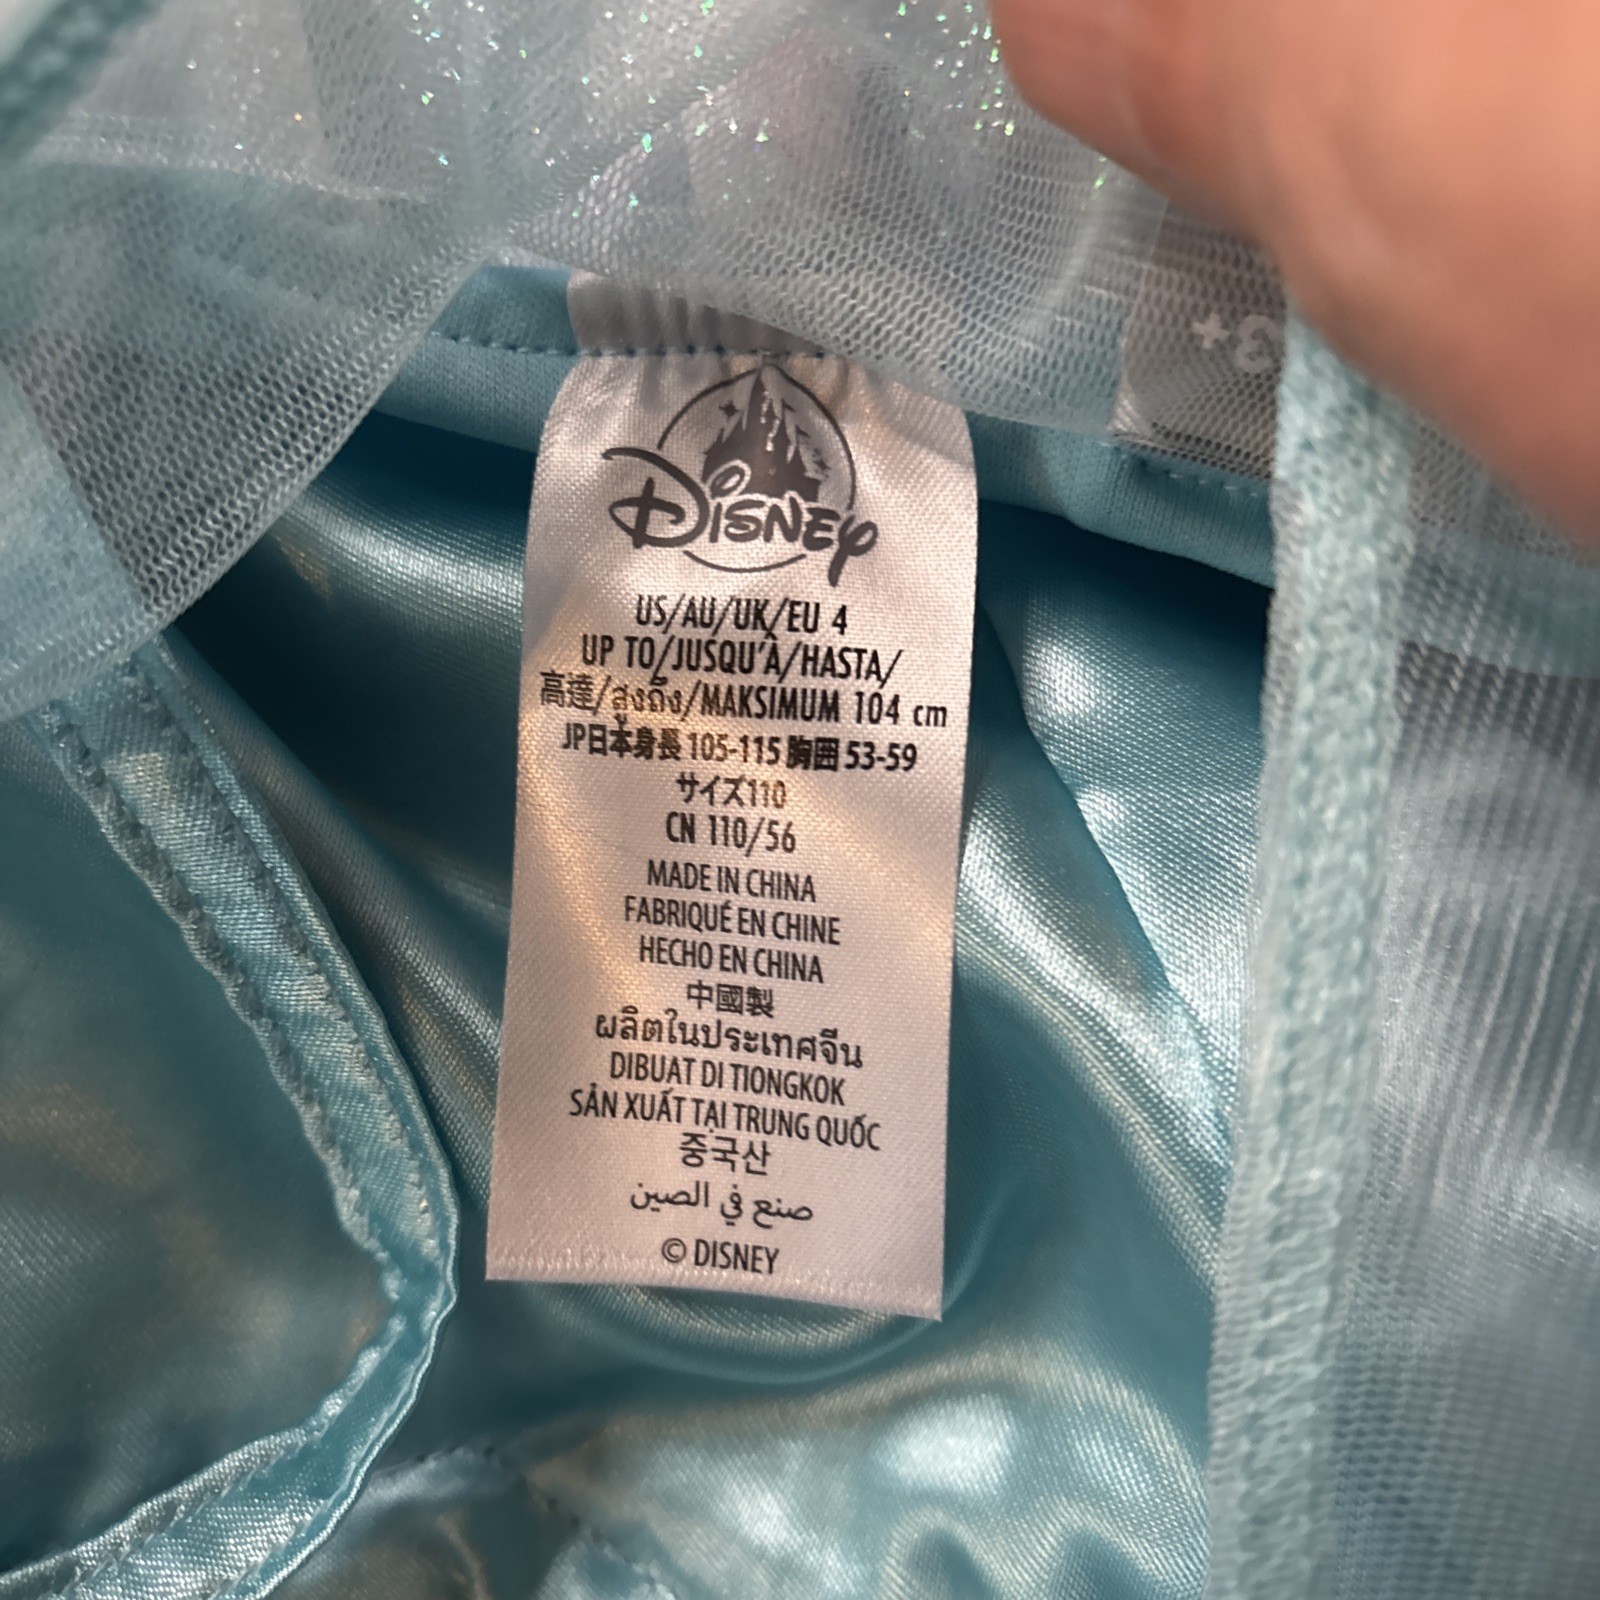 3+
Disney
US/AU/UK/EU 4
UP TO/JUSQU'À/HASTA/
高達/สูงถึง/MAKSIMUM 104 cm
JP日本身長 105-115 胸囲 53-59
サイズ110
CN 110/56
MADE IN CHINA
FABRIQUÉ EN CHINE
HECHO EN CHINA
中國製
ผลิตในประเทศจีน
DIBUAT DI TIONGKOK
SẢN XUẤT TẠI TRUNG QUỐC
중국산
صنع في الصين
© DISNEY